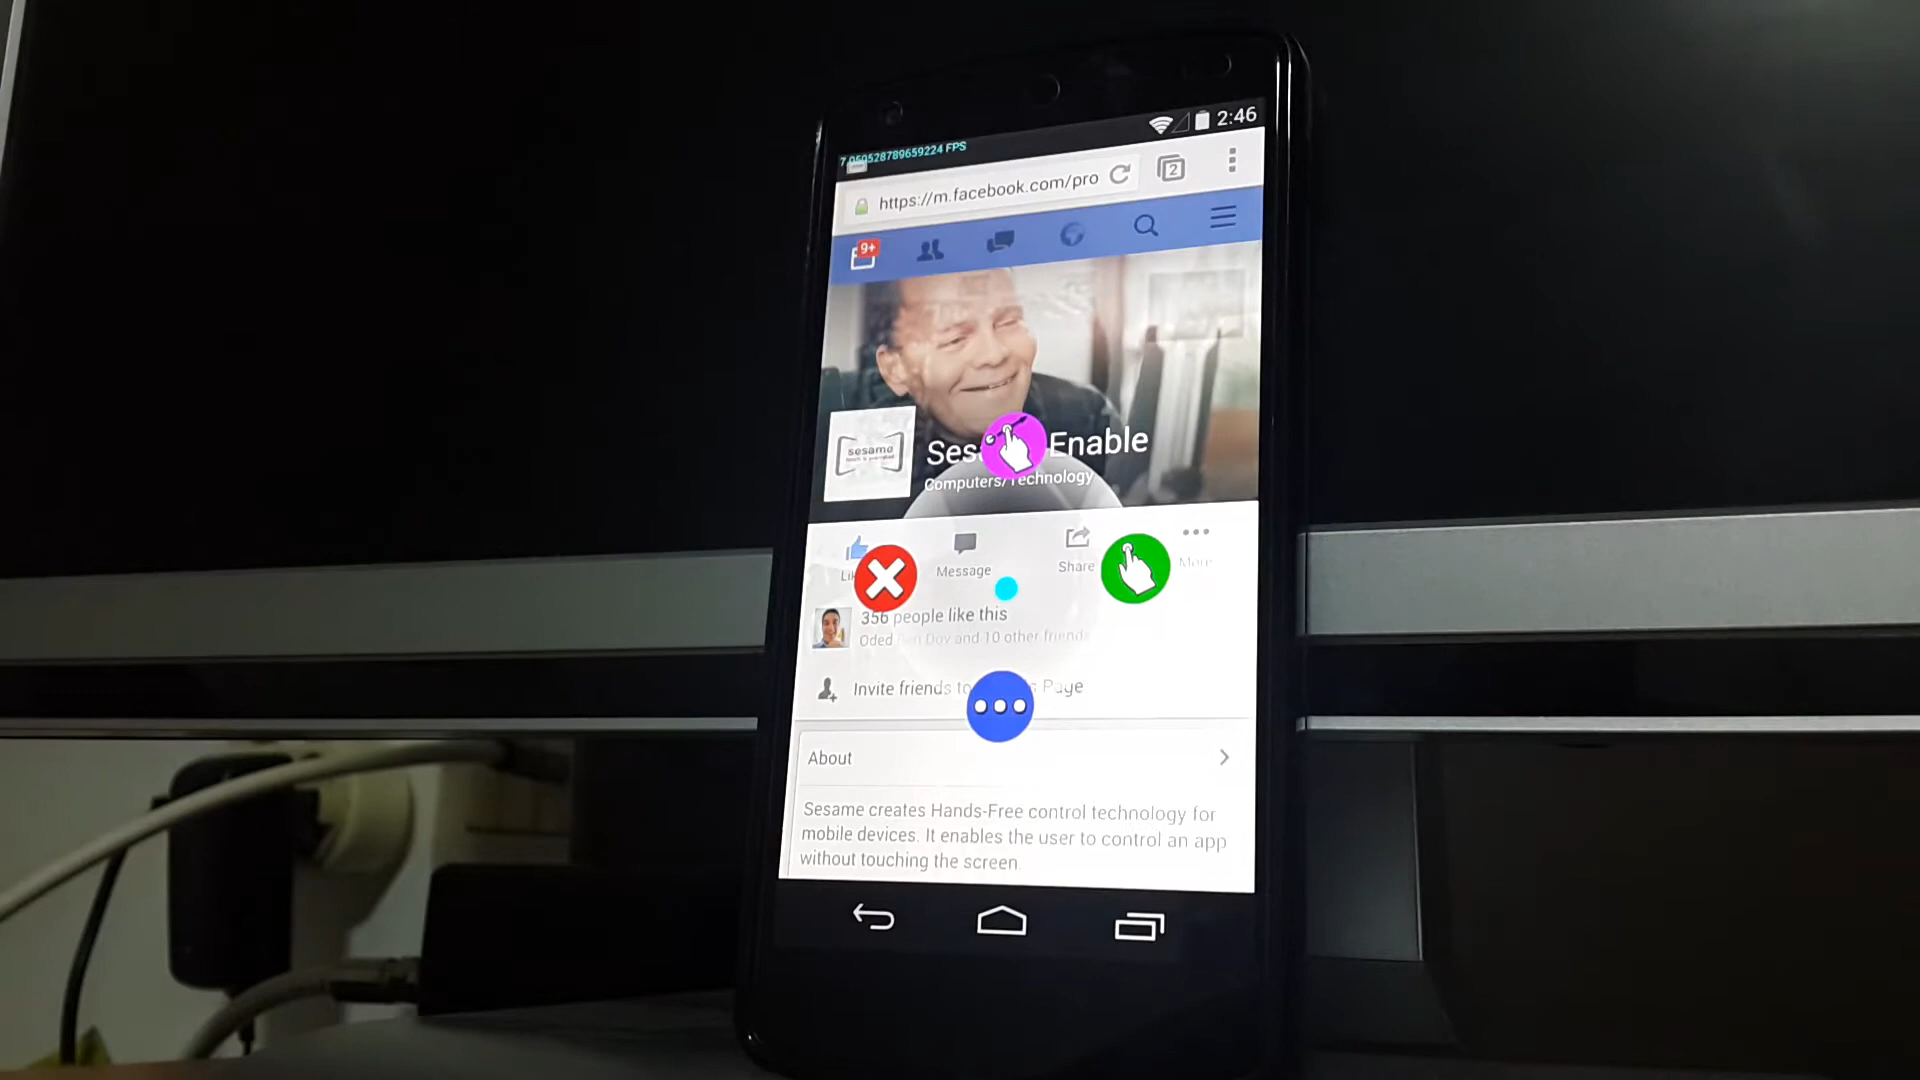 2:46
FPS
https://m.facebook.com/pro
2
9+
sesame
Enable
Computers/Technology
Message
Share
More
356 people like this
Oded Dov and 10 other friends
Invite friends to Page
About
Sesame creates Hands-Free control technology for
mobile devices. It enables the user to control an app
without touching the screen.